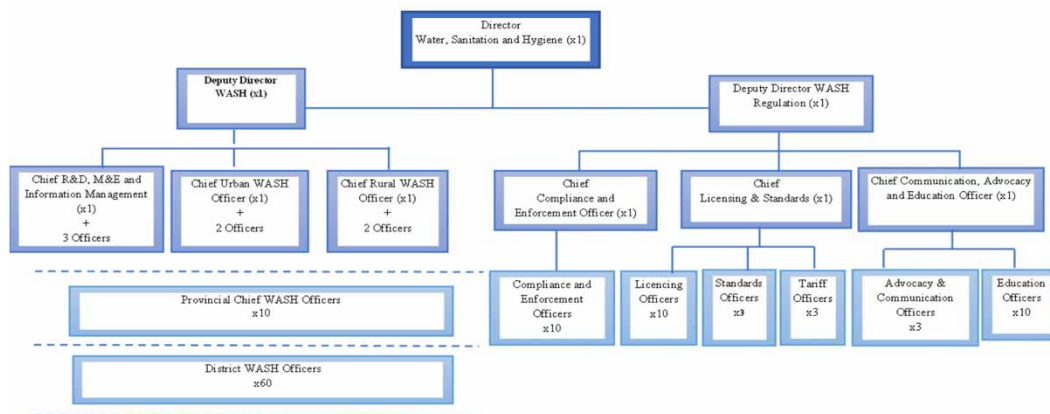 Director
Water, Sanitation and Hygiene (x1)
Deputy Director
WASH (x1)
Deputy Director WASH
Regulation (x1)
Chief R&D, M&E and
Information Management
(x1)
+
3 Officers
Chief Urban WASH
Officer (x1)
+
2 Officers
Chief Rural WASH
Officer (x1)
+
2 Officers
Chief
Compliance and
Enforcement Officer (x1)
Chief
Licensing & Standards (x1)
Chief Communication, Advocacy
and Education Officer (x1)
Compliance and
Enforcement
Officers
x10
Licencing
Officers
x10
Standards
Officers
x3
Tariff
Officers
x3
Advocacy &
Communication
Officers
x3
Education
Officers
x10
Provincial Chief WASH Officers
x10
District WASH Officers
x60